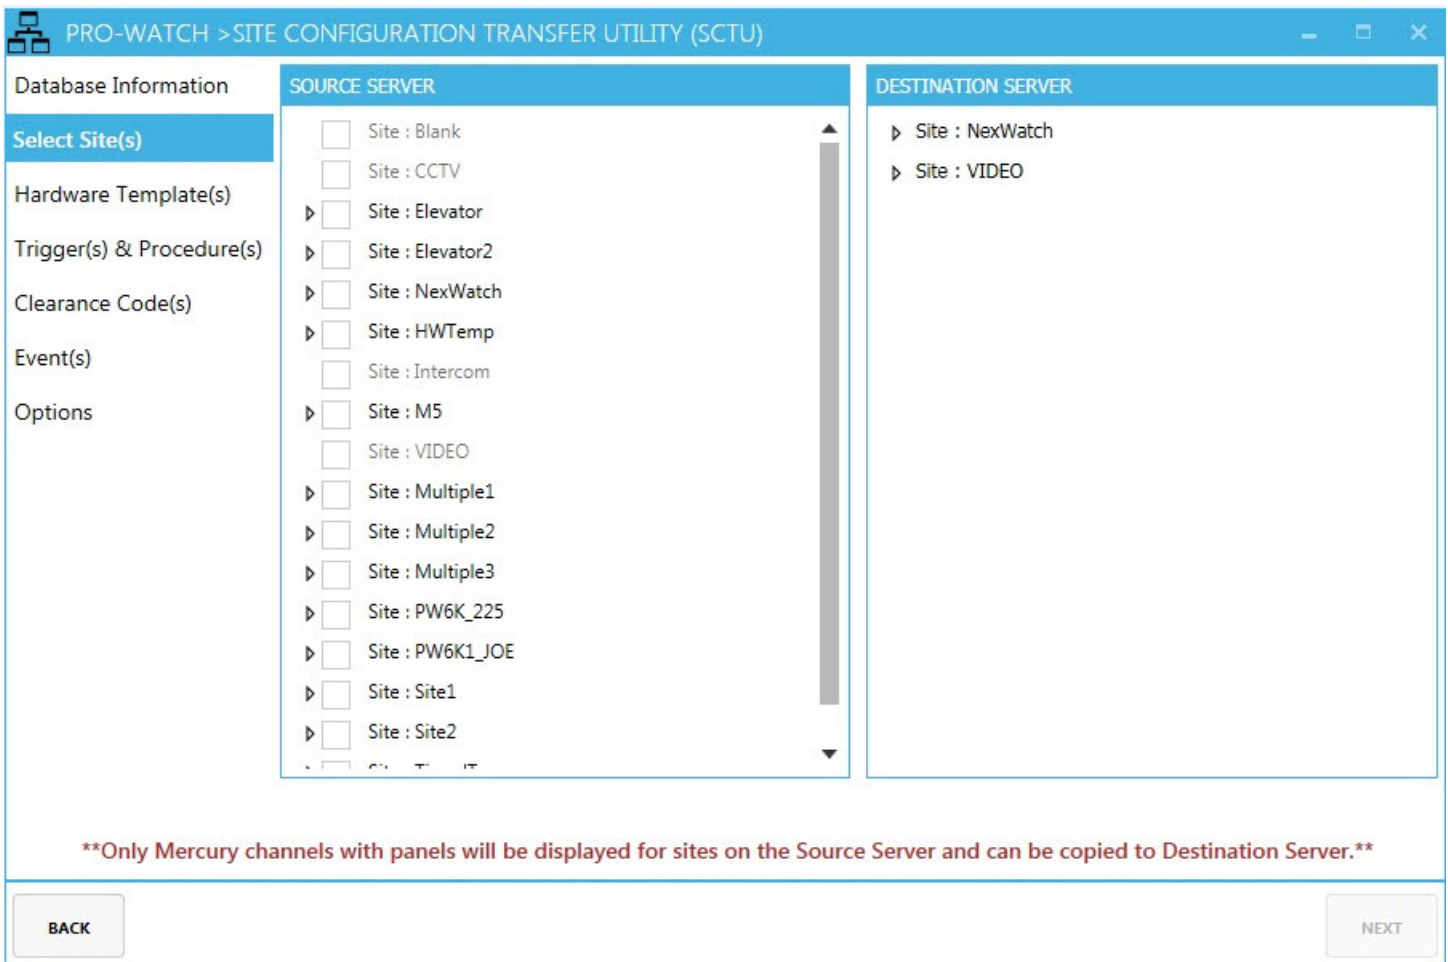 PRO-WATCH >SITE CONFIGURATION TRANSFER UTILITY (SCTU)
Database Information
Select Site(s)
Hardware Template(s)
Trigger(s) & Procedure(s)
Clearance Code(s)
Event(s)
Options
SOURCE SERVER
Site : Blank
Site : CCTV
Site : Elevator
Site : Elevator2
Site : NexWatch
Site : HWTemp
Site : Intercom
Site : M5
Site : VIDEO
Site : Multiple1
Site : Multiple2
Site : Multiple3
Site : PW6K_225
Site : PW6K1_JOE
Site : Site1
Site : Site2
DESTINATION SERVER
Site : NexWatch
Site : VIDEO
**Only Mercury channels with panels will be displayed for sites on the Source Server and can be copied to Destination Server.**
BACK
NEXT